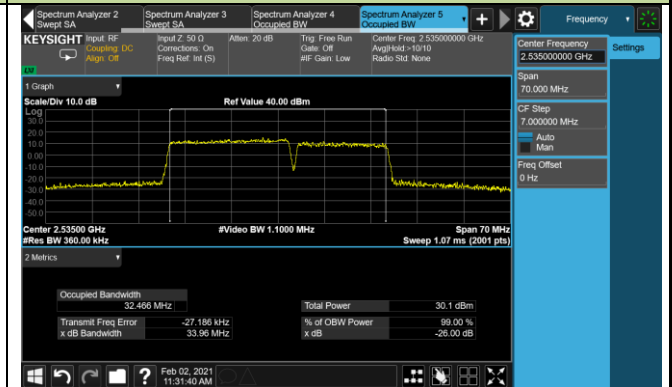 Spectrum Analyzer 2
Swept SA
Spectrum Analyzer 3
Swept SA
Spectrum Analyzer 4
Occupied BW
Spectrum Analyzer 5
Occupied BW
Frequency
KEYSIGHT
Input: RF
Coupling: DC
Align: Off
Input Z: 50 Ω
Corrections: On
Freq Ref: Int (S)
Atten: 20 dB
Trig: Free Run
Gate: Off
#IF Gain: Low
Center Freq: 2.535000000 GHz
Avg|Hold:>10/10
Radio Std: None
Center Frequency
2.535000000 GHz
Settings
Span
70.000 MHz
CF Step
7.000000 MHz
Auto
Man
Freq Offset
0 Hz
1 Graph
Scale/Div 10.0 dB
Ref Value 40.00 dBm
Log
30.0
20.0
10.0
0.00
-10.0
-20.0
-30.0
-40.0
-50.0
Center 2.53500 GHz
#Video BW 1.1000 MHz
Span 70 MHz
#Res BW 360.00 kHz
Sweep 1.07 ms (2001 pts)
2 Metrics
Occupied Bandwidth
32.466 MHz
Total Power
30.1 dBm
Transmit Freq Error
-27.186 kHz
% of OBW Power
99.00 %
x dB Bandwidth
33.96 MHz
x dB
-26.00 dB
?
Feb 02, 2021
11:31:40 AM